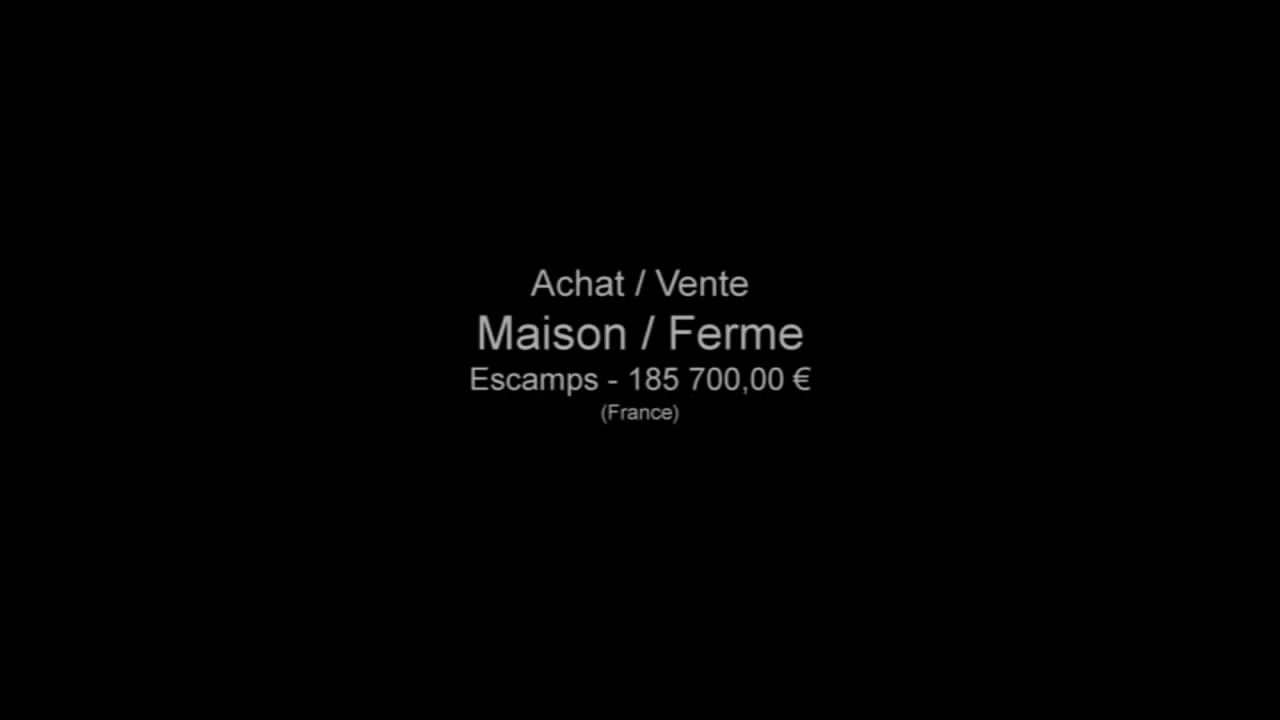 Achat / Vente
Maison / Ferme
Escamps - 185 700,00 €
(France)